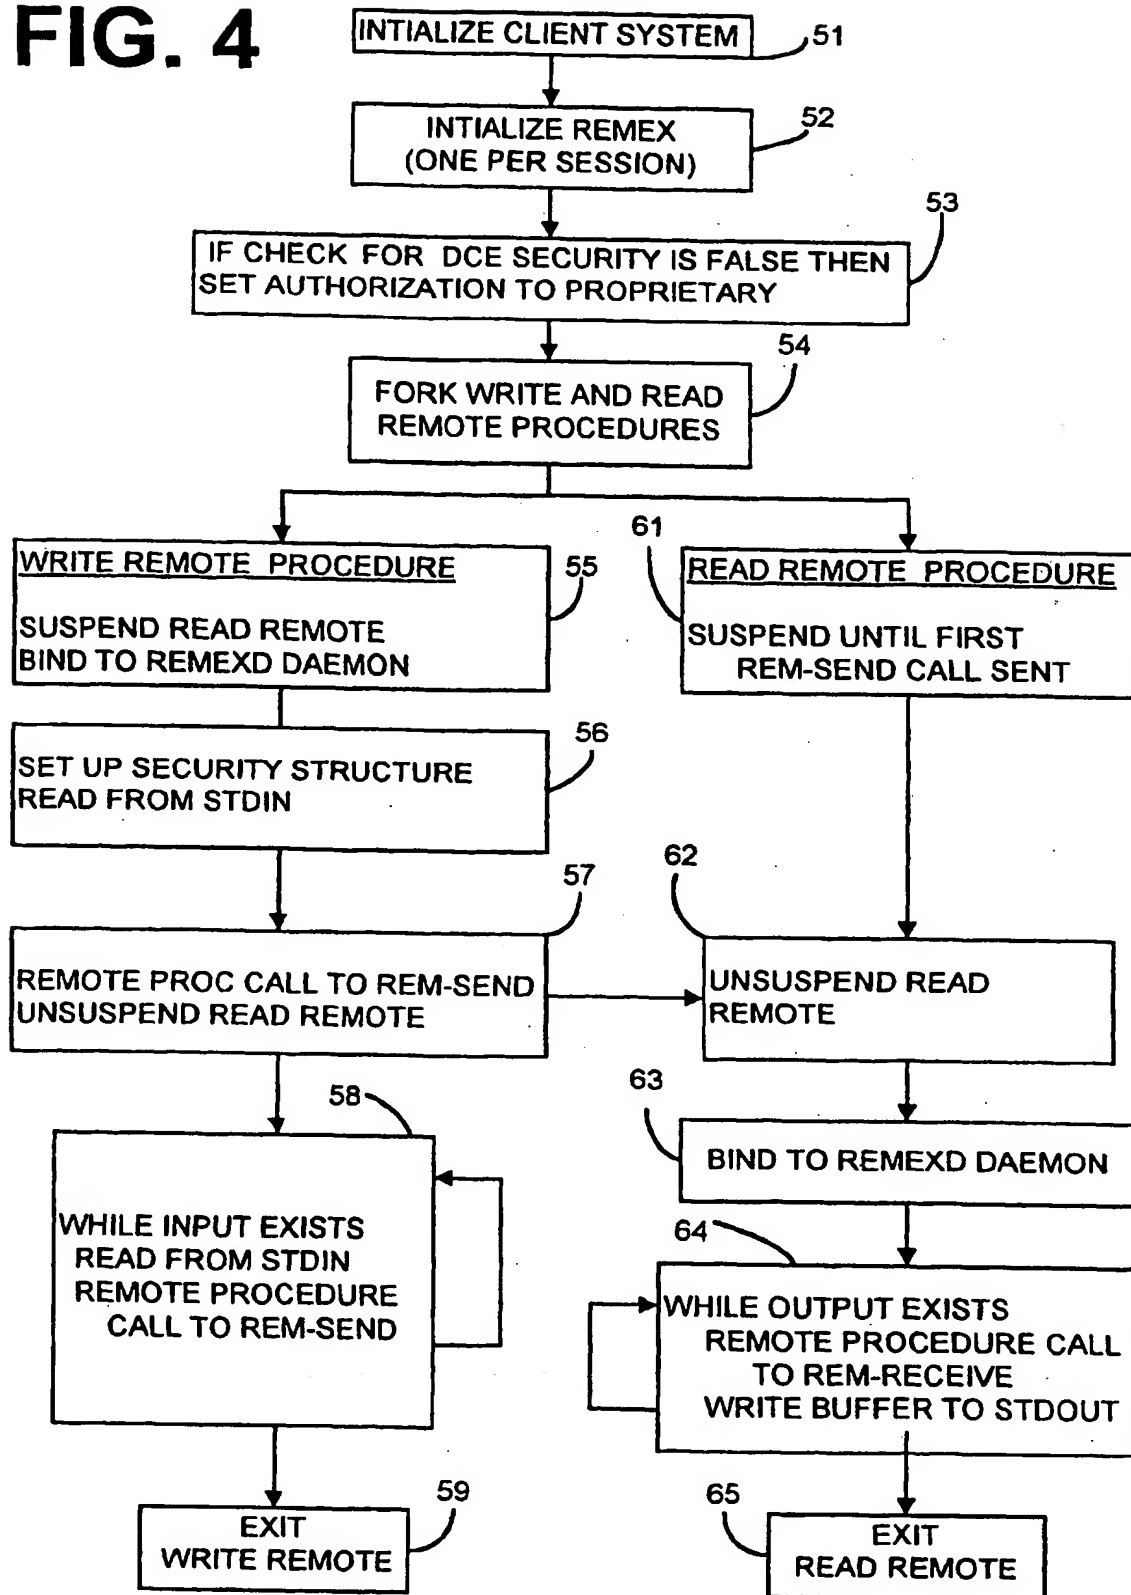 FIG. 4
INTIALIZE CLIENT SYSTEM
51
INTIALIZE REMEX
(ONE PER SESSION)
52
IF CHECK FOR DCE SECURITY IS FALSE THEN
SET AUTHORIZATION TO PROPRIETARY
53
FORK WRITE AND READ
REMOTE PROCEDURES
54
WRITE REMOTE PROCEDURE
SUSPEND READ REMOTE
BIND TO REMEXD DAEMON
55
61
READ REMOTE PROCEDURE
SUSPEND UNTIL FIRST
REM-SEND CALL SENT
SET UP SECURITY STRUCTURE
READ FROM STDIN
56
REMOTE PROC CALL TO REM-SEND
UNSUSPEND READ REMOTE
57
62
UNSUSPEND READ
REMOTE
58
WHILE INPUT EXISTS
READ FROM STDIN
REMOTE PROCEDURE
CALL TO REM-SEND
63
BIND TO REMEXD DAEMON
64
WHILE OUTPUT EXISTS
REMOTE PROCEDURE CALL
TO REM-RECEIVE
WRITE BUFFER TO STDOUT
EXIT
WRITE REMOTE
59
65
EXIT
READ REMOTE